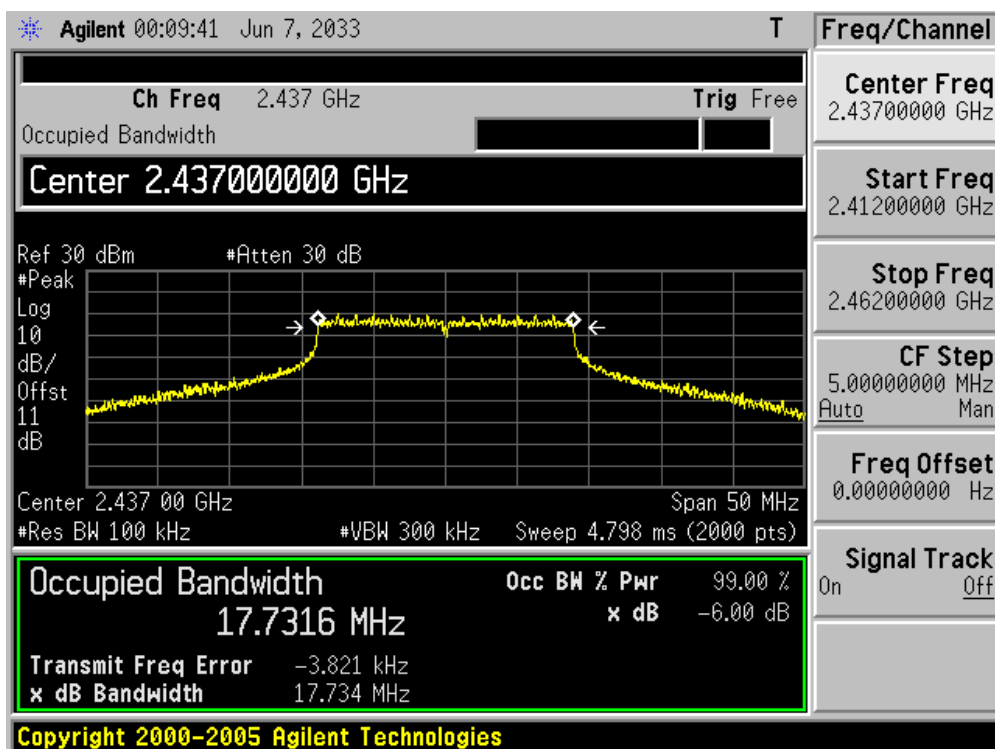 Agilent 00:09:41 Jun 7, 2033 T
Ch Freq 2.437 GHz Trig Free
Occupied Bandwidth
Center 2.437000000 GHz
Ref 30 dBm #Atten 30 dB
#Peak
Log
10
dB/
Offst
11
dB
Center 2.437 00 GHz Span 50 MHz
#Res BW 100 kHz #VBW 300 kHz Sweep 4.798 ms (2000 pts)
Occupied Bandwidth
17.7316 MHz
Occ BW % Pwr 99.00 %
x dB -6.00 dB
Transmit Freq Error -3.821 kHz
x dB Bandwidth 17.734 MHz
Copyright 2000-2005 Agilent Technologies
Freq/Channel
Center Freq
2.43700000 GHz
Start Freq
2.41200000 GHz
Stop Freq
2.46200000 GHz
CF Step
5.00000000 MHz
Auto Man
Freq Offset
0.00000000 Hz
Signal Track
On Off